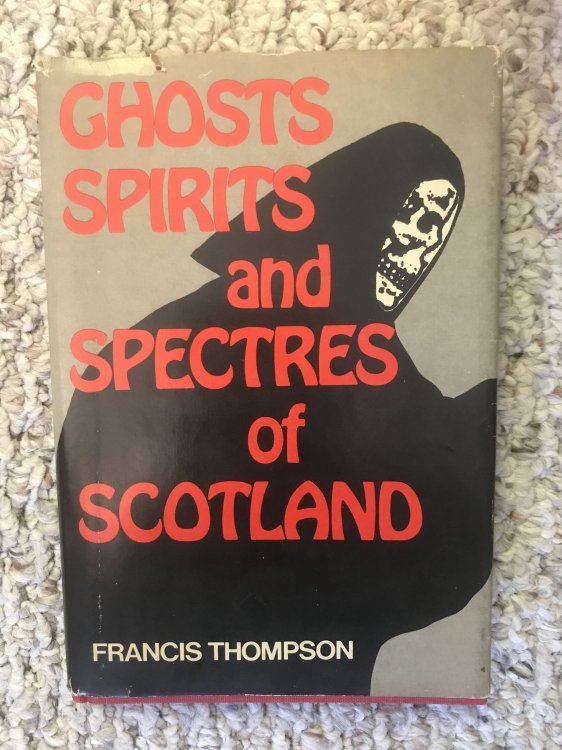 GHOSTS
SPIRITS
and
SPECTRES
of
SCOTLAND
FRANCIS THOMPSON